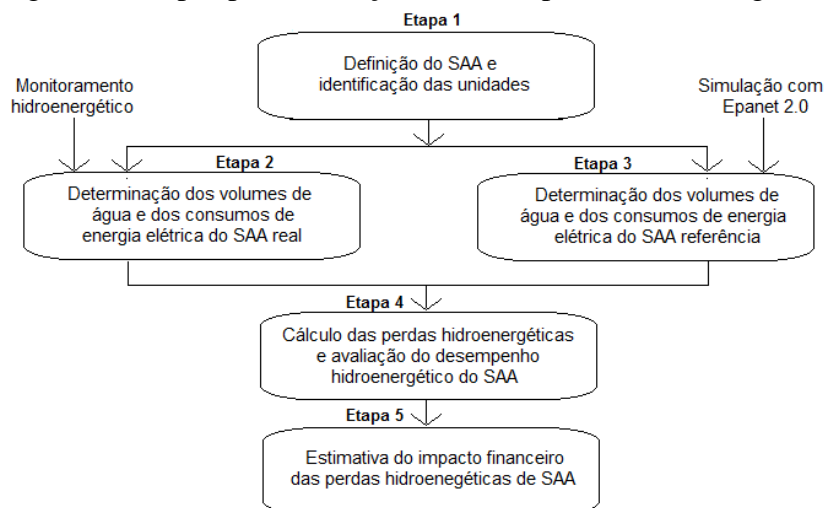 Etapa 1
Definição do SAA e
identificação das unidades
Monitoramento
hidroenergético
Simulação com
Epanet 2.0
Etapa 2
Determinação dos volumes de
água e dos consumos de
energia elétrica do SAA real
Etapa 3
Determinação dos volumes de
água e dos consumos de energia
elétrica do SAA referência
Etapa 4
Cálculo das perdas hidroenergéticas
e avaliação do desempenho
hidroenergético do SAA
Etapa 5
Estimativa do impacto financeiro
das perdas hidroenegéticas de SAA